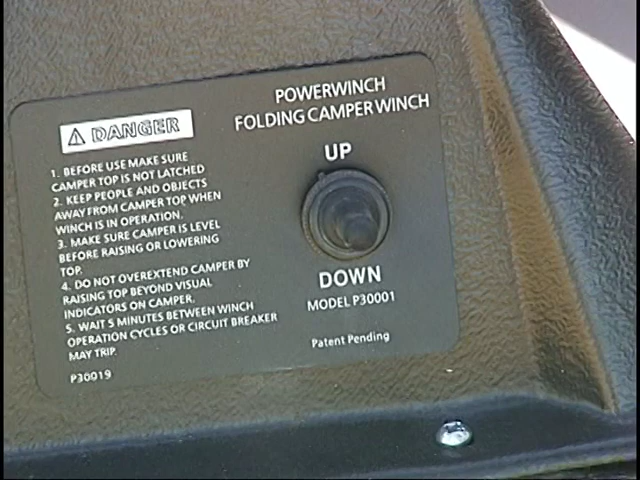 POWERWINCH
FOLDING CAMPER WINCH
DANGER
1. BEFORE USE MAKE SURE
CAMPER TOP IS NOT LATCHED
2. KEEP PEOPLE AND OBJECTS
AWAY FROM CAMPER TOP WHEN
WINCH IS IN OPERATION.
3. MAKE SURE CAMPER IS LEVEL
BEFORE RAISING OR LOWERING
TOP.
4. DO NOT OVEREXTEND CAMPER BY
RAISING TOP BEYOND VISUAL
INDICATORS ON CAMPER.
5. WAIT 5 MINUTES BETWEEN WINCH
OPERATION CYCLES OR CIRCUIT BREAKER
MAY TRIP.
P30019
UP
DOWN
MODEL P30001
Patent Pending